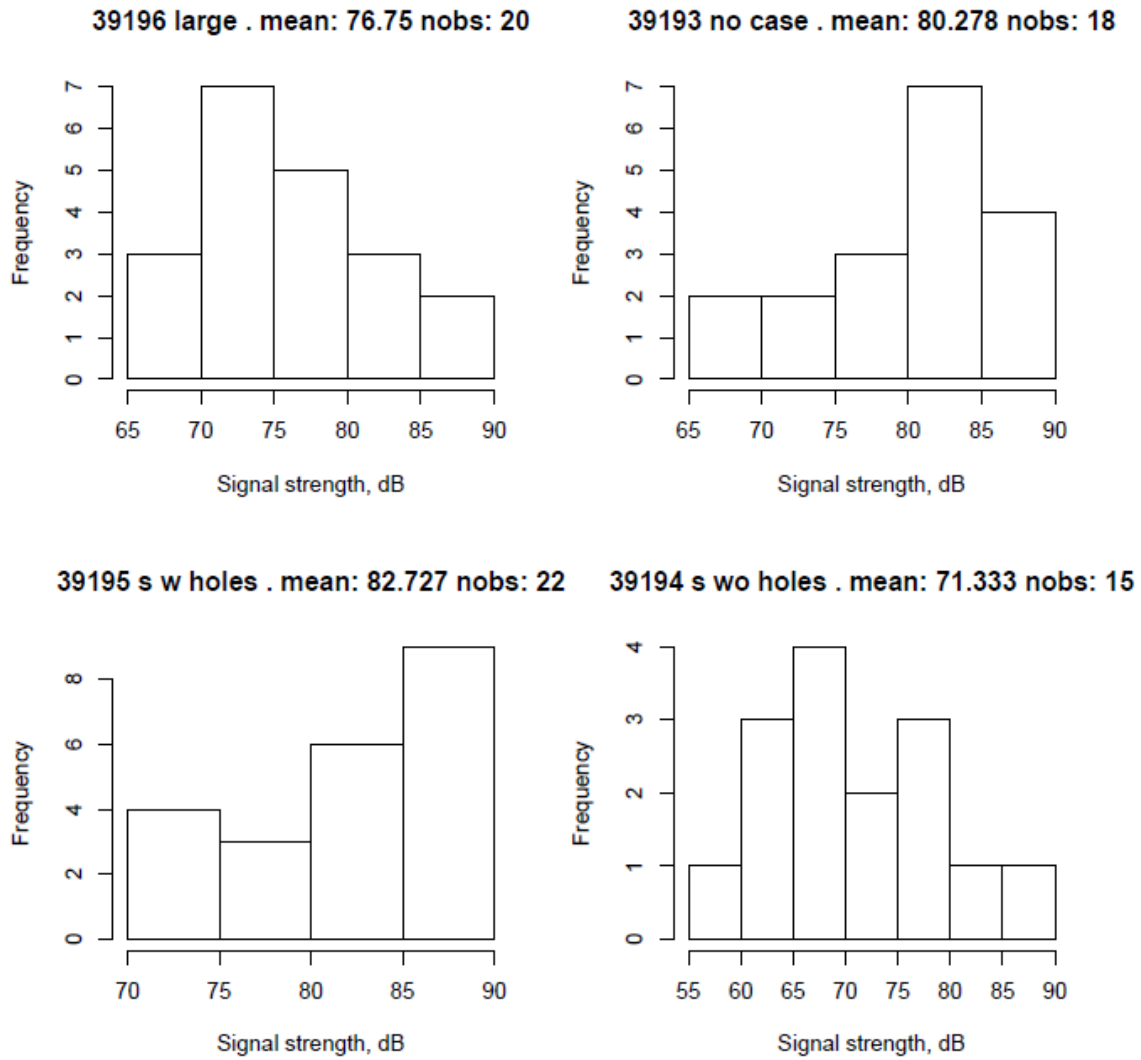 39196 large . mean: 76.75 nobs: 20
Frequency
7
6
5
4
3
2
1
0
65 70 75 80 85 90
Signal strength, dB
39193 no case . mean: 80.278 nobs: 18
Frequency
7
6
5
4
3
2
1
0
65 70 75 80 85 90
Signal strength, dB
39195 s w holes . mean: 82.727 nobs: 22
Frequency
8
6
4
2
0
70 75 80 85 90
Signal strength, dB
39194 s wo holes . mean: 71.333 nobs: 15
Frequency
4
3
2
1
0
55 60 65 70 75 80 85 90
Signal strength, dB